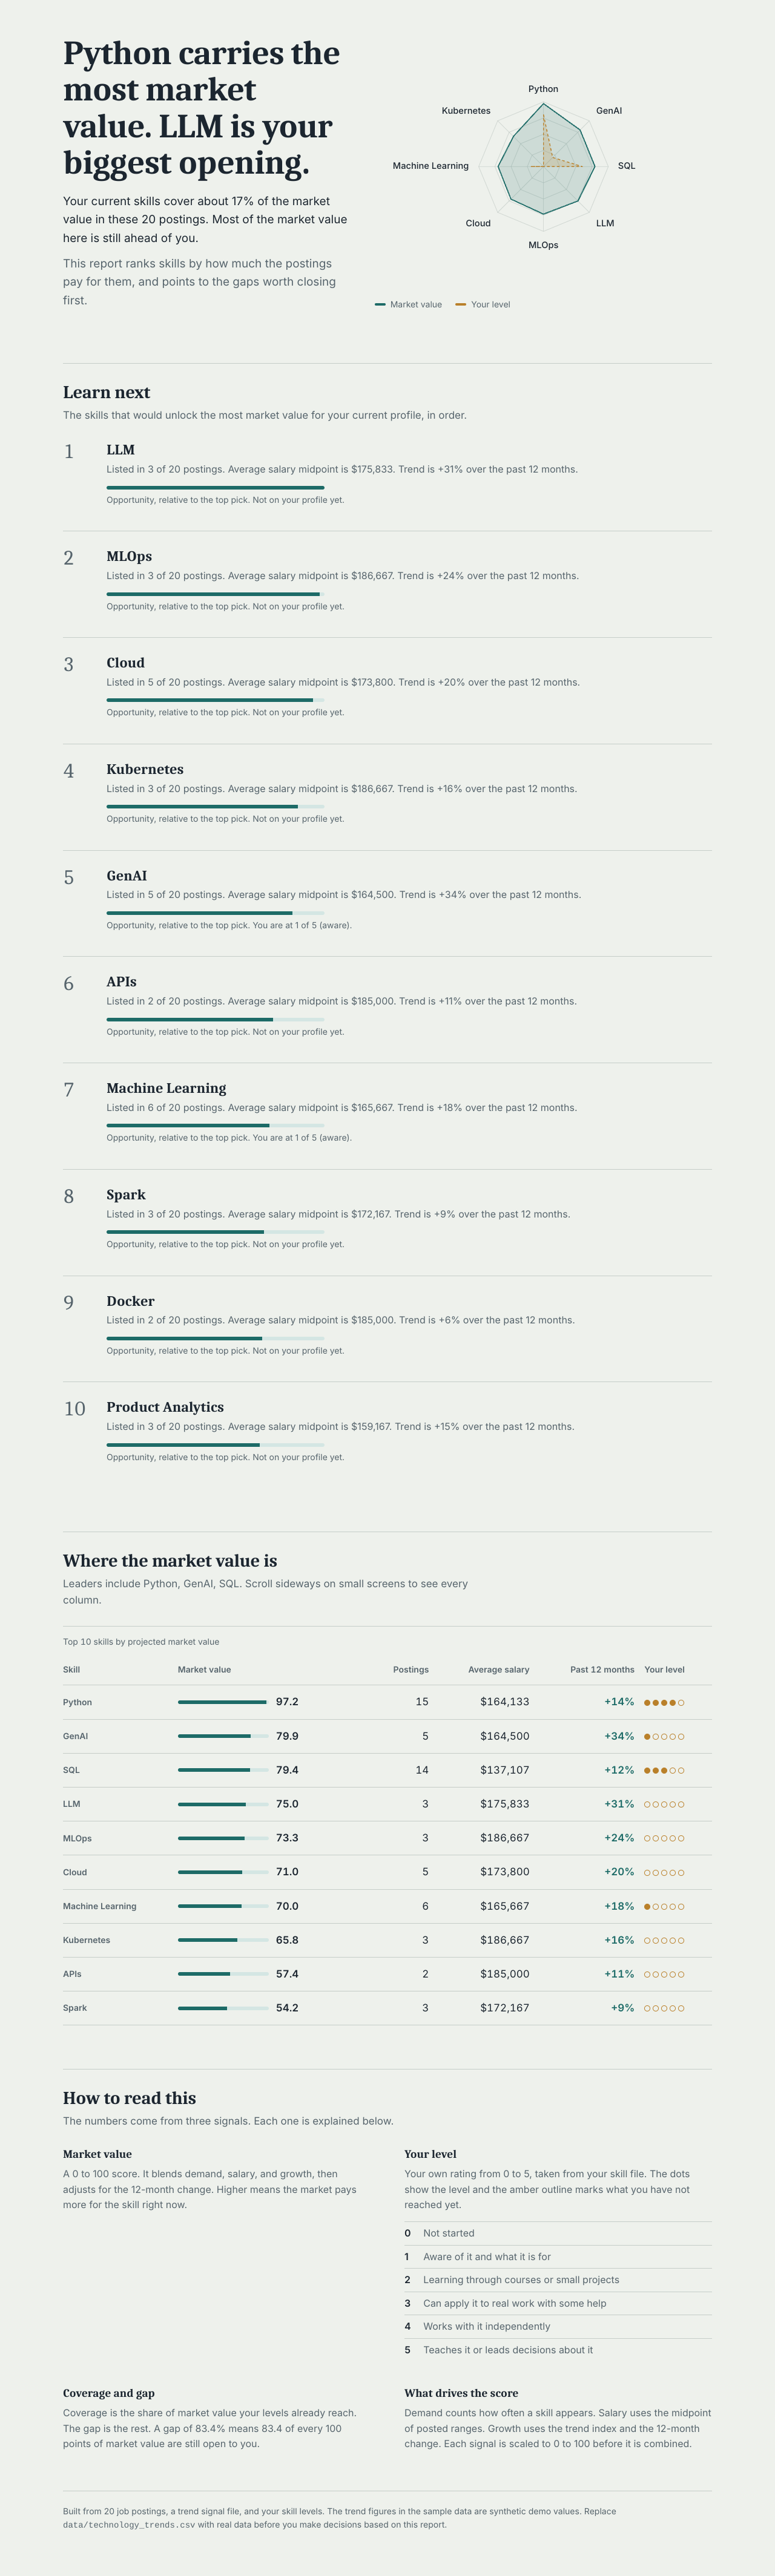 Python carries the
most market
value. LLM is your
biggest opening.
Your current skills cover about 17% of the market
value in these 20 postings. Most of the market value
here is still ahead of you.
This report ranks skills by how much the postings
pay for them, and points to the gaps worth closing
first.
Python
Kubernetes
GenAI
Machine Learning
SQL
Cloud
LLM
MLOps
Market value Your level
Learn next
The skills that would unlock the most market value for your current profile, in order.
1 LLM
Listed in 3 of 20 postings. Average salary midpoint is $175,833. Trend is +31% over the past 12 months.
Opportunity, relative to the top pick. Not on your profile yet.
2 MLOps
Listed in 3 of 20 postings. Average salary midpoint is $186,667. Trend is +24% over the past 12 months.
Opportunity, relative to the top pick. Not on your profile yet.
3 Cloud
Listed in 5 of 20 postings. Average salary midpoint is $173,800. Trend is +20% over the past 12 months.
Opportunity, relative to the top pick. Not on your profile yet.
4 Kubernetes
Listed in 3 of 20 postings. Average salary midpoint is $186,667. Trend is +16% over the past 12 months.
Opportunity, relative to the top pick. Not on your profile yet.
5 GenAI
Listed in 5 of 20 postings. Average salary midpoint is $164,500. Trend is +34% over the past 12 months.
Opportunity, relative to the top pick. You are at 1 of 5 (aware).
6 APIs
Listed in 2 of 20 postings. Average salary midpoint is $185,000. Trend is +11% over the past 12 months.
Opportunity, relative to the top pick. Not on your profile yet.
7 Machine Learning
Listed in 6 of 20 postings. Average salary midpoint is $165,667. Trend is +18% over the past 12 months.
Opportunity, relative to the top pick. You are at 1 of 5 (aware).
8 Spark
Listed in 3 of 20 postings. Average salary midpoint is $172,167. Trend is +9% over the past 12 months.
Opportunity, relative to the top pick. Not on your profile yet.
9 Docker
Listed in 2 of 20 postings. Average salary midpoint is $185,000. Trend is +6% over the past 12 months.
Opportunity, relative to the top pick. Not on your profile yet.
10 Product Analytics
Listed in 3 of 20 postings. Average salary midpoint is $159,167. Trend is +15% over the past 12 months.
Opportunity, relative to the top pick. Not on your profile yet.
Where the market value is
Leaders include Python, GenAI, SQL. Scroll sideways on small screens to see every
column.
Top 10 skills by projected market value
Skill Market value Postings Average salary Past 12 months Your level
Python 97.2 15 $164,133 +14%
GenAI 79.9 5 $164,500 +34%
SQL 79.4 14 $137,107 +12%
LLM 75.0 3 $175,833 +31%
MLOps 73.3 3 $186,667 +24%
Cloud 71.0 5 $173,800 +20%
Machine Learning 70.0 6 $165,667 +18%
Kubernetes 65.8 3 $186,667 +16%
APIs 57.4 2 $185,000 +11%
Spark 54.2 3 $172,167 +9%
How to read this
The numbers come from three signals. Each one is explained below.
Market value
A 0 to 100 score. It blends demand, salary, and growth, then
adjusts for the 12-month change. Higher means the market pays
more for the skill right now.
Your level
Your own rating from 0 to 5, taken from your skill file. The dots
show the level and the amber outline marks what you have not
reached yet.
0 Not started
1 Aware of it and what it is for
2 Learning through courses or small projects
3 Can apply it to real work with some help
4 Works with it independently
5 Teaches it or leads decisions about it
Coverage and gap
Coverage is the share of market value your levels already reach.
The gap is the rest. A gap of 83.4% means 83.4 of every 100
points of market value are still open to you.
What drives the score
Demand counts how often a skill appears. Salary uses the midpoint
of posted ranges. Growth uses the trend index and the 12-month
change. Each signal is scaled to 0 to 100 before it is combined.
Built from 20 job postings, a trend signal file, and your skill levels. The trend figures in the sample data are synthetic demo values. Replace
data/technology_trends.csv with real data before you make decisions based on this report.